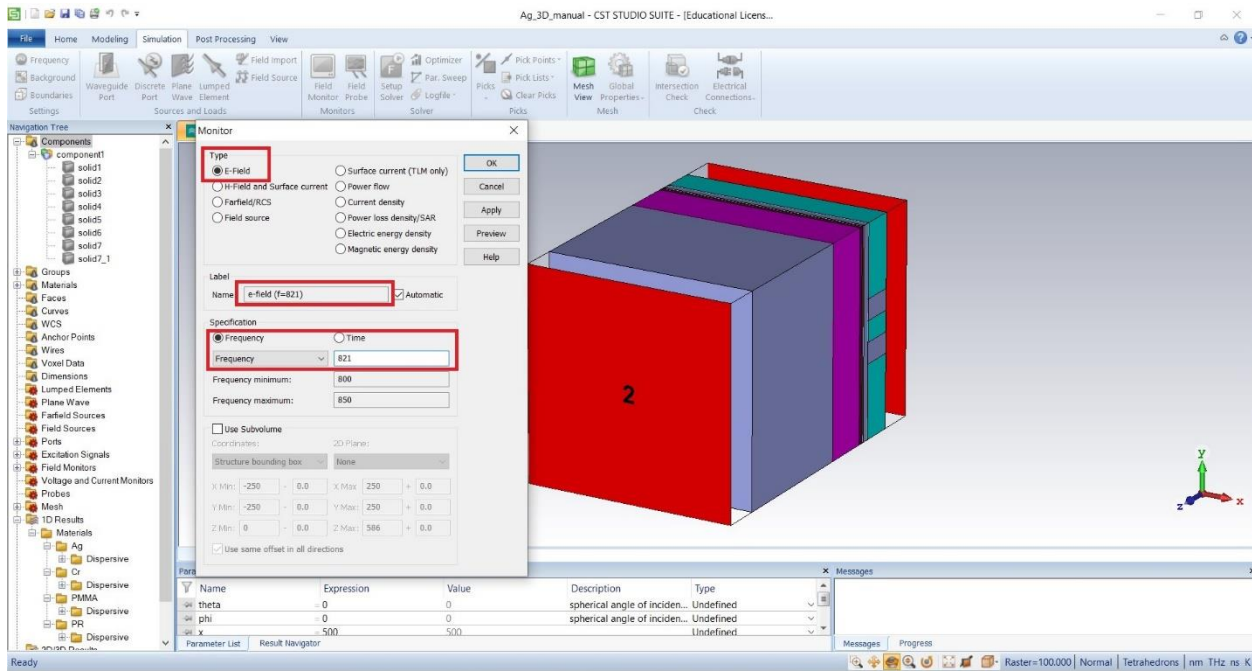 Ag_3D_manual - CST STUDIO SUITE - [Educational Licens...
File Home Modeling Simulation Post Processing View
Frequency
Background
Boundaries
Settings
Waveguide Port
Discrete Port
Plane Wave
Lumped Element
Field Import
Field Source
Sources and Loads
Field Monitor
Field Probe
Monitors
Setup Solver
Optimizer
Par. Sweep
Logfile
Solver
Picks
Pick Points
Pick Lists
Clear Picks
Picks
Mesh View
Global Properties
Mesh
Intersection Check
Electrical Connections
Check
Navigation Tree
Components
component1
solid1
solid2
solid3
solid4
solid5
solid6
solid7
solid7_1
Groups
Materials
Faces
Curves
WCS
Anchor Points
Wires
Voxel Data
Dimensions
Lumped Elements
Plane Wave
Farfield Sources
Field Sources
Ports
Excitation Signals
Field Monitors
Voltage and Current Monitors
Probes
Mesh
1D Results
Materials
Ag
Dispersive
Cr
Dispersive
PMMA
Dispersive
PR
Dispersive
Monitor
Type
E-Field
H-Field and Surface current
Farfield/RCS
Field source
Surface current (TLM only)
Power flow
Current density
Power loss density/SAR
Electric energy density
Magnetic energy density
OK
Cancel
Apply
Preview
Help
Label
Name e-field (f=821) Automatic
Specification
Frequency Time
Frequency 821
Frequency minimum: 800
Frequency maximum: 850
Use Subvolume
Coordinates: 2D Plane:
Structure bounding box None
X Min: -250 - 0.0 X Max: 250 + 0.0
Y Min: -250 - 0.0 Y Max: 250 + 0.0
Z Min: 0 - 0.0 Z Max: 586 + 0.0
Use same offset in all directions
2
y
z x
Name Expression Value Description Type
theta = 0 0 spherical angle of inciden... Undefined
phi = 0 0 spherical angle of inciden... Undefined
x = 500 500 Undefined
Parameter List Result Navigator
Messages
Messages Progress
Ready
Raster=100.000 Normal Tetrahedrons nm THz ns K